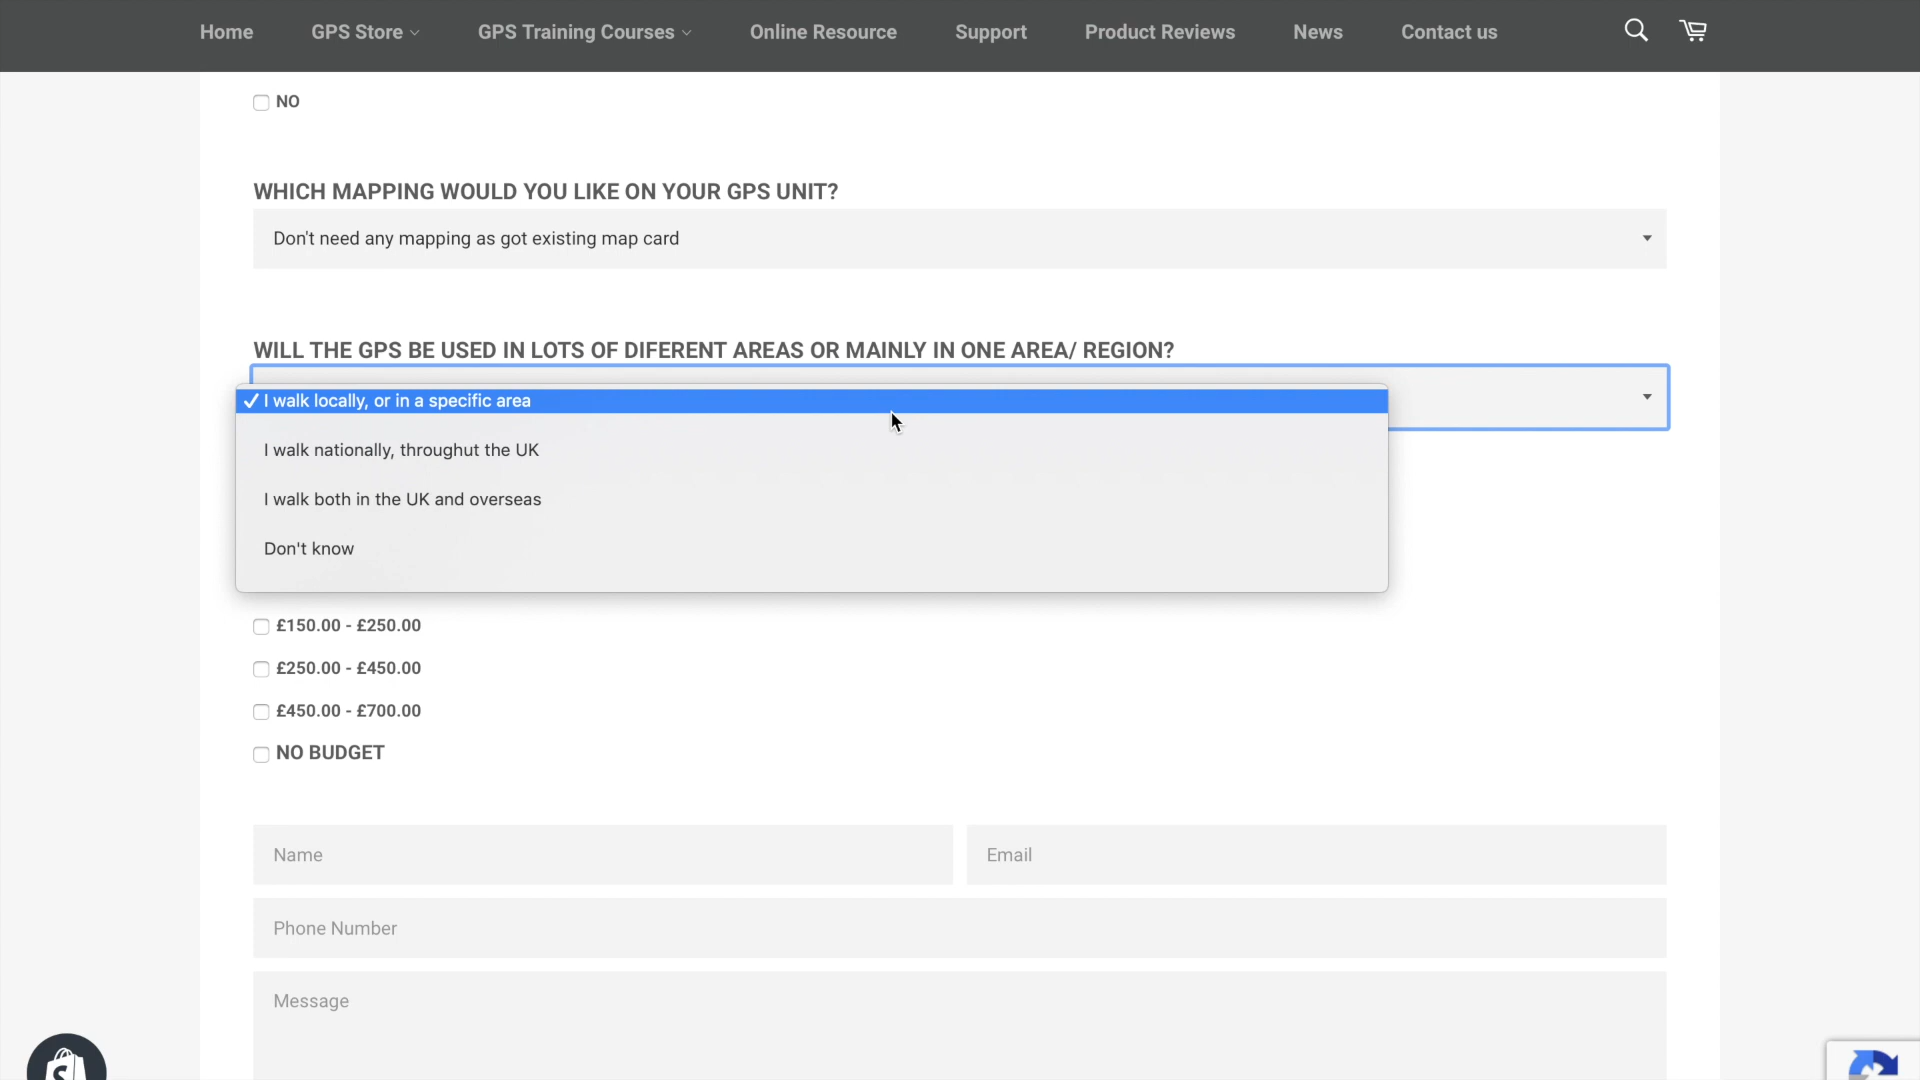 Home
GPS Store
GPS Training Courses
Online Resource
Support
Product Reviews
News
Contact us
NO
WHICH MAPPING WOULD YOU LIKE ON YOUR GPS UNIT?
Don't need any mapping as got existing map card
WILL THE GPS BE USED IN LOTS OF DIFERENT AREAS OR MAINLY IN ONE AREA/ REGION?
I walk locally, or in a specific area
I walk nationally, throughut the UK
I walk both in the UK and overseas
Don't know
£150.00 - £250.00
£250.00 - £450.00
£450.00 - £700.00
NO BUDGET
Name
Email
Phone Number
Message